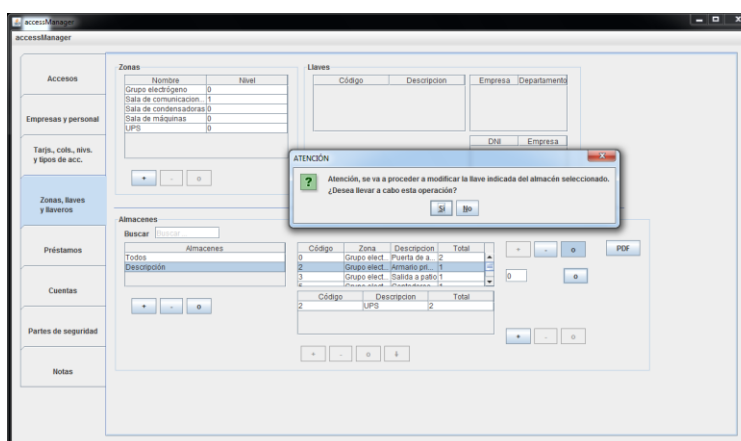 accessManager
accessManager
Accesos
Empresas y personal
Tarjs., cols., nivs.
y tipos de acc.
Zonas, llaves
y llaveros
Préstamos
Cuentas
Partes de seguridad
Notas
Zonas
Nombre Nivel
Grupo electrógeno 0
Sala de comunicacion... 1
Sala de condensadoras 0
Sala de máquinas 0
UPS 0
+ - o
Llaves
Código Descripcion
Empresa Departamento
DNI Empresa
ATENCIÓN
Atención, se va a proceder a modificar la llave indicada del almacén seleccionado.
¿Desea llevar a cabo esta operación?
Sí No
Almacenes
Buscar Buscar...
Almacenes
Todos
Descripción
+ - o
Código Zona Descripcion Total
0 Grupo elect... Puerta de a... 2
2 Grupo elect... Armario pri... 1
3 Grupo elect... Salida a patio 1
Código Descripcion Total
2 UPS 2
+ - o
+ - o PDF
0 o
+ - o